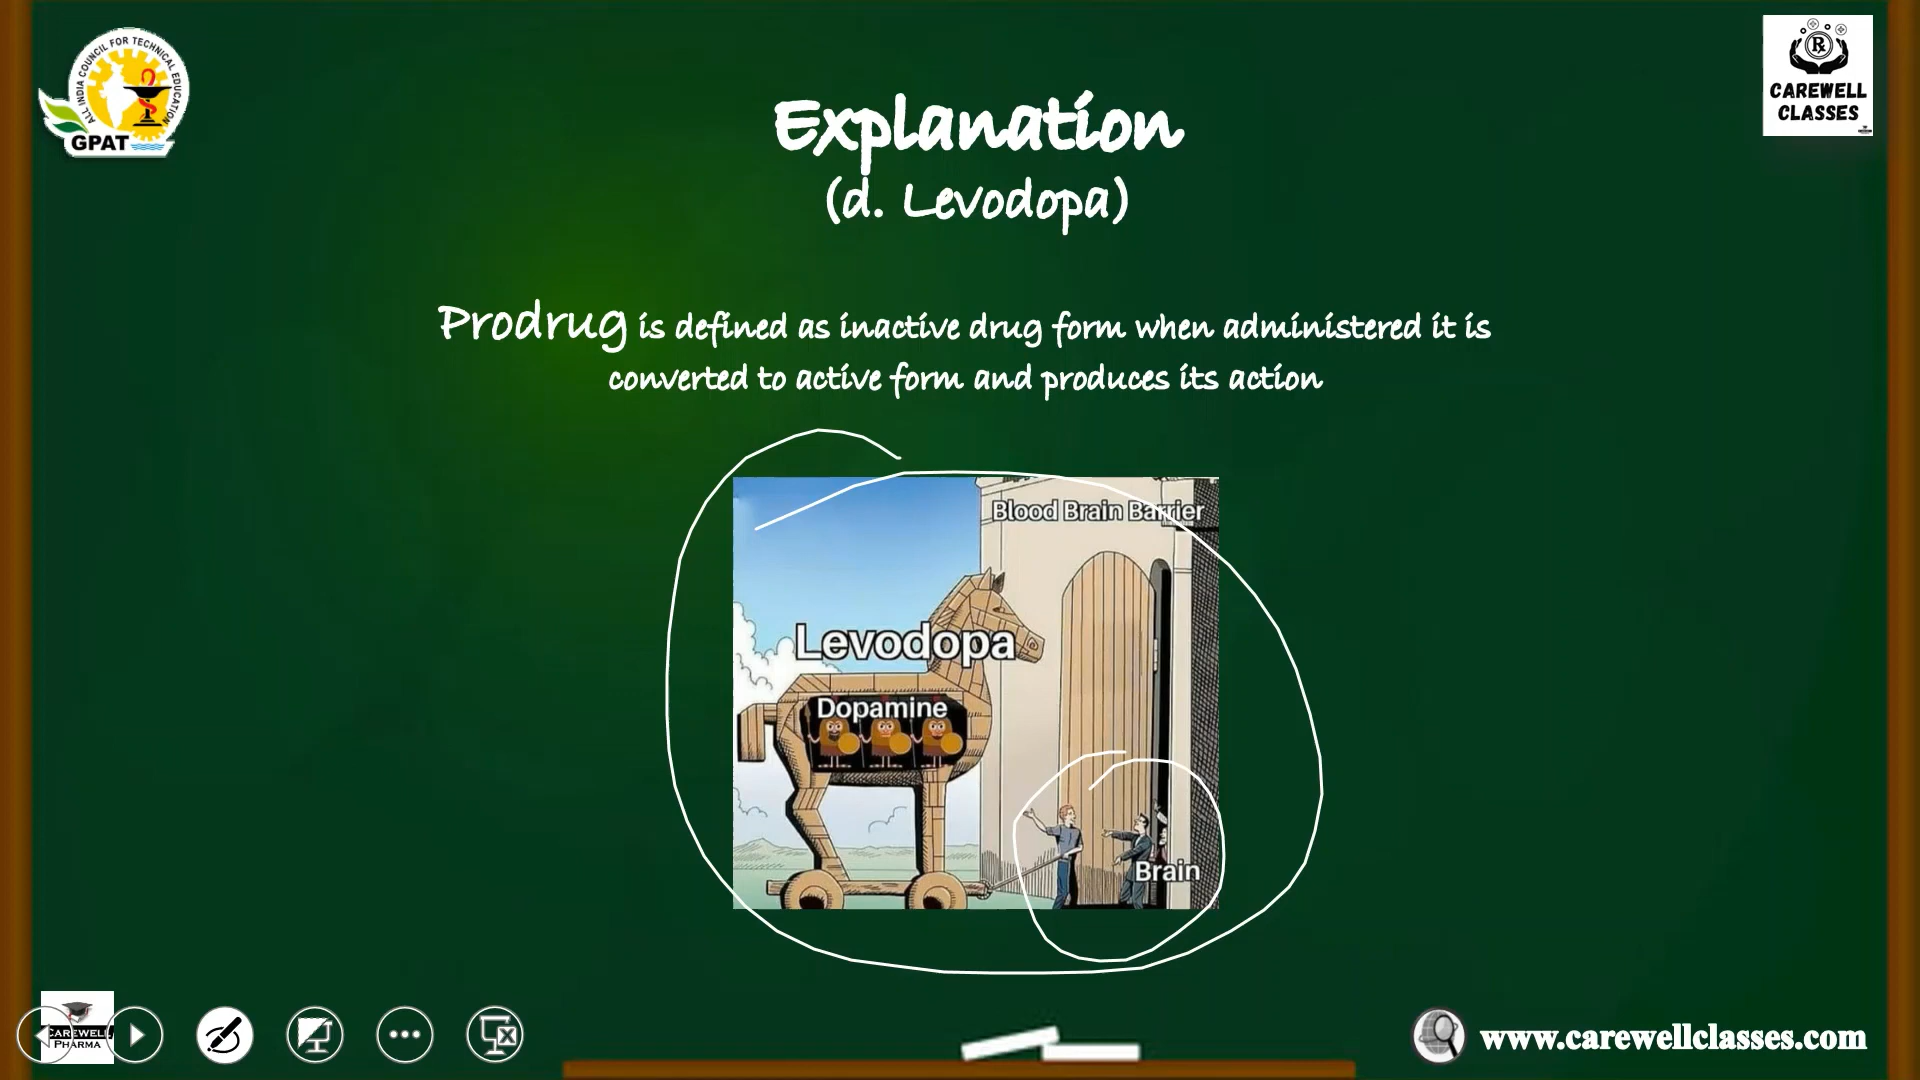 ALL INDIA COUNCIL FOR TECHNICAL EDUCATION
GPAT
CAREWELL
CLASSES
Explanation
(d. Levodopa)
Prodrug is defined as inactive drug form when administered it is
converted to active form and produces its action
Blood Brain Barrier
Levodopa
Dopamine
Brain
CAREWELL
PHARMA
www.carewellclasses.com